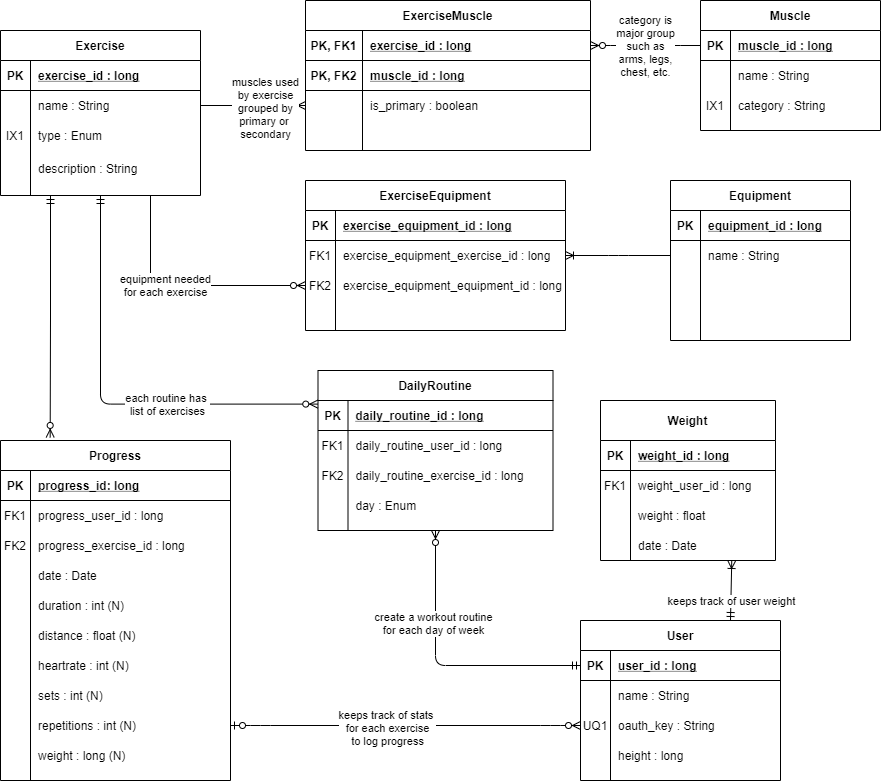 Exercise
PK exercise_id : long
name : String
IX1 type : Enum
description : String
muscles used
by exercise
grouped by
primary or
secondary
ExerciseMuscle
PK, FK1 exercise_id : long
PK, FK2 muscle_id : long
is_primary : boolean
category is
major group
such as
arms, legs,
chest, etc.
Muscle
PK muscle_id : long
name : String
IX1 category : String
equipment needed
for each exercise
ExerciseEquipment
PK exercise_equipment_id : long
FK1 exercise_equipment_exercise_id : long
FK2 exercise_equipment_equipment_id : long
Equipment
PK equipment_id : long
name : String
each routine has
list of exercises
DailyRoutine
PK daily_routine_id : long
FK1 daily_routine_user_id : long
FK2 daily_routine_exercise_id : long
day : Enum
Weight
PK weight_id : long
FK1 weight_user_id : long
weight : float
date : Date
Progress
PK progress_id: long
FK1 progress_user_id : long
FK2 progress_exercise_id : long
date : Date
duration : int (N)
distance : float (N)
heartrate : int (N)
sets : int (N)
repetitions : int (N)
weight : long (N)
create a workout routine
for each day of week
keeps track of user weight
keeps track of stats
for each exercise
to log progress
User
PK user_id : long
name : String
UQ1 oauth_key : String
height : long